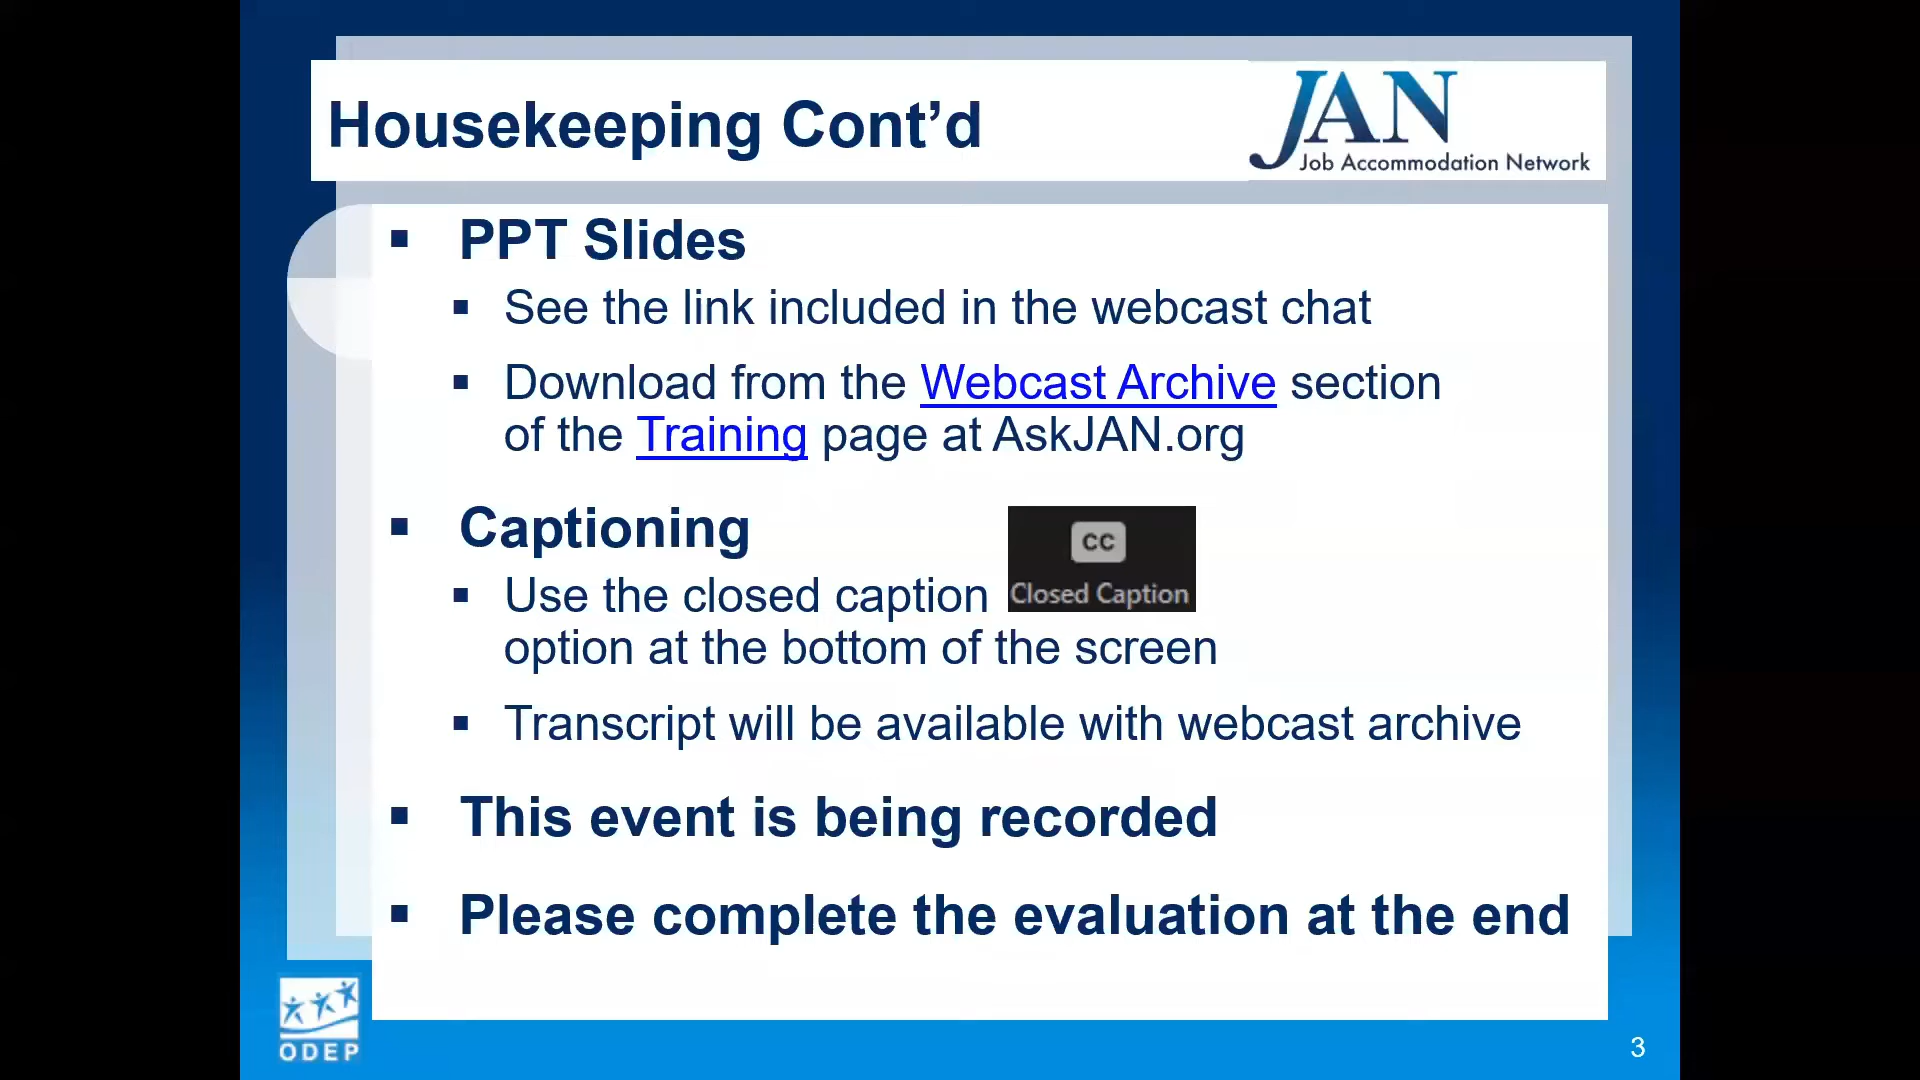 Housekeeping Cont’d
JAN
Job Accommodation Network
▪ PPT Slides
▪ See the link included in the webcast chat
▪ Download from the Webcast Archive section
of the Training page at AskJAN.org
▪ Captioning
▪ Use the closed caption
CC
Closed Caption
option at the bottom of the screen
▪ Transcript will be available with webcast archive
▪ This event is being recorded
▪ Please complete the evaluation at the end
ODEP
3